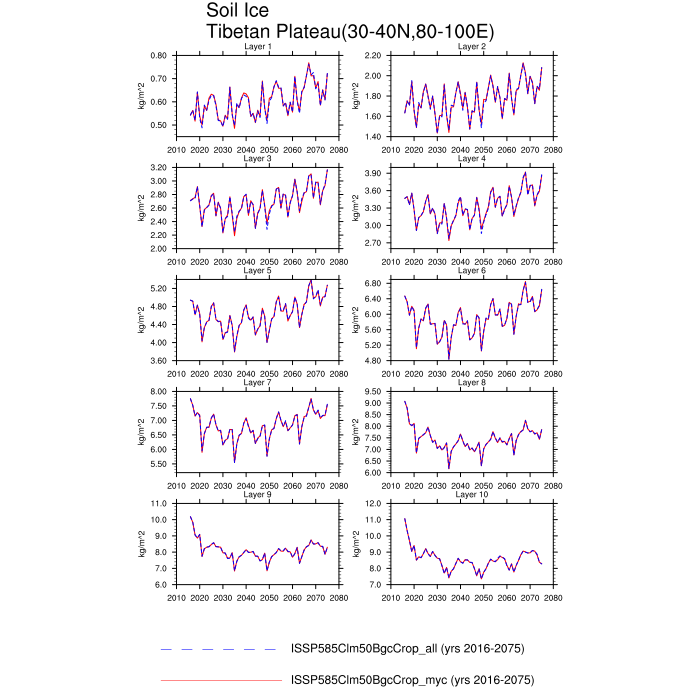 Soil Ice
Tibetan Plateau(30-40N,80-100E)
Layer 1
Layer 2
kg/m^2
0.80
0.70
0.60
0.50
2010 2020 2030 2040 2050 2060 2070 2080
kg/m^2
2.20
2.00
1.80
1.60
1.40
2010 2020 2030 2040 2050 2060 2070 2080
Layer 3
Layer 4
kg/m^2
3.20
3.00
2.80
2.60
2.40
2.20
2.00
2010 2020 2030 2040 2050 2060 2070 2080
kg/m^2
3.90
3.60
3.30
3.00
2.70
2010 2020 2030 2040 2050 2060 2070 2080
Layer 5
Layer 6
kg/m^2
5.20
4.80
4.40
4.00
3.60
2010 2020 2030 2040 2050 2060 2070 2080
kg/m^2
6.80
6.40
6.00
5.60
5.20
4.80
2010 2020 2030 2040 2050 2060 2070 2080
Layer 7
Layer 8
kg/m^2
8.00
7.50
7.00
6.50
6.00
5.50
2010 2020 2030 2040 2050 2060 2070 2080
kg/m^2
9.50
9.00
8.50
8.00
7.50
7.00
6.50
6.00
2010 2020 2030 2040 2050 2060 2070 2080
Layer 9
Layer 10
kg/m^2
11.0
10.0
9.0
8.0
7.0
6.0
2010 2020 2030 2040 2050 2060 2070 2080
kg/m^2
12.0
11.0
10.0
9.0
8.0
7.0
2010 2020 2030 2040 2050 2060 2070 2080
ISSP585Clm50BgcCrop_all (yrs 2016-2075)
ISSP585Clm50BgcCrop_myc (yrs 2016-2075)